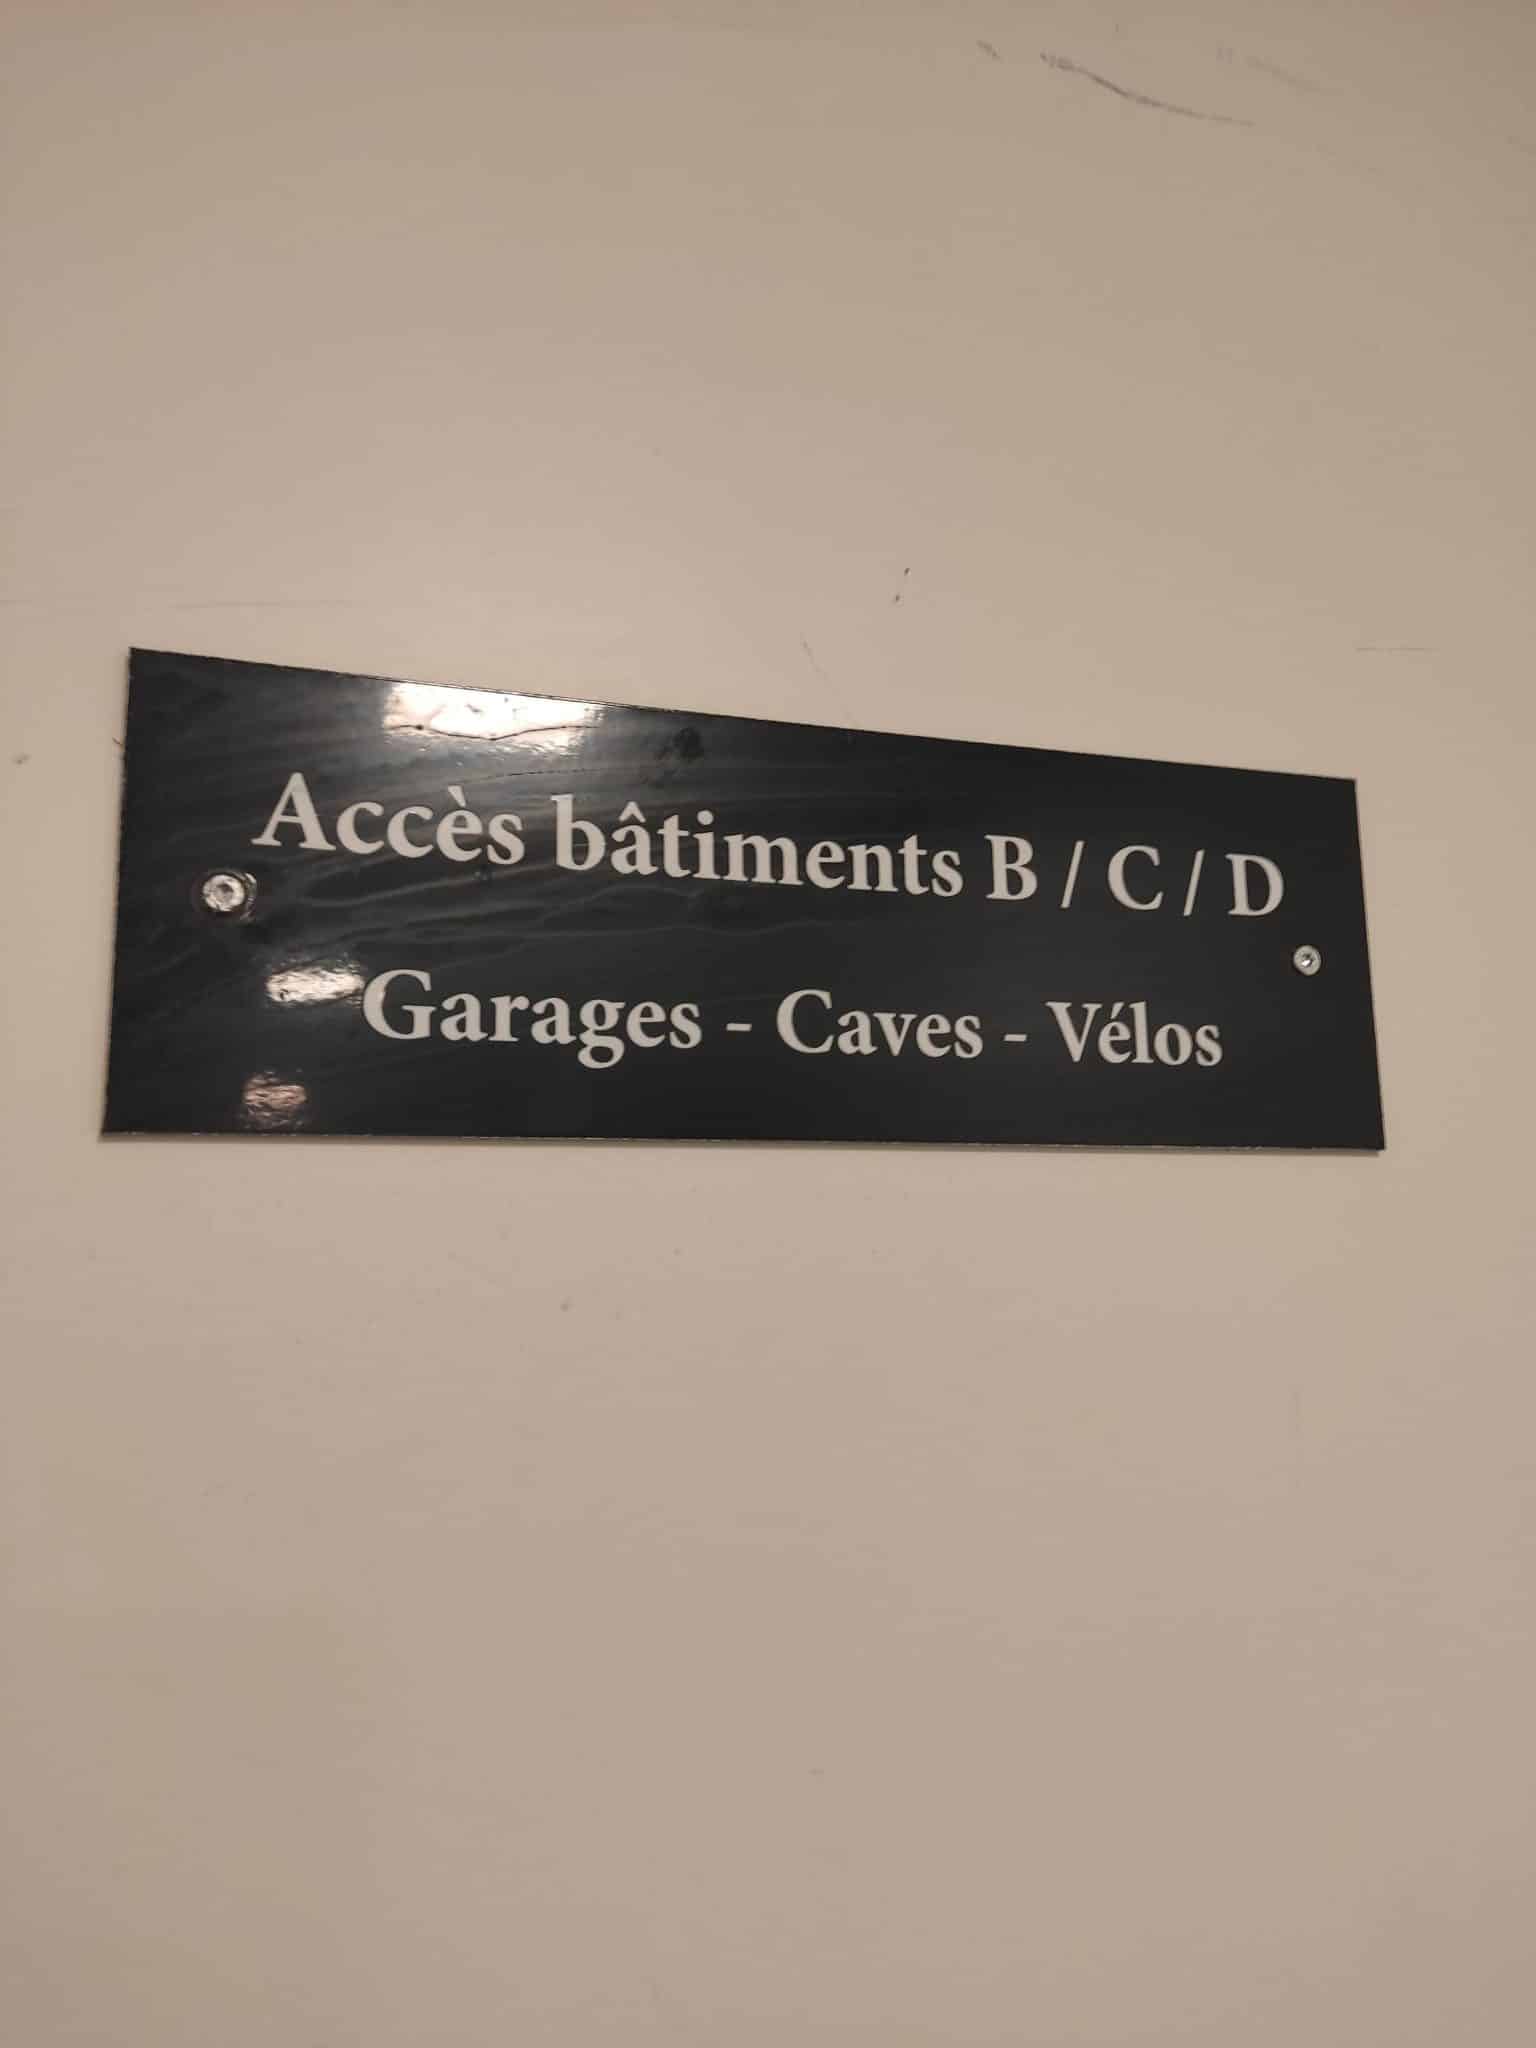 Accès bâtiments B / C / D
Garages - Caves - Vélos